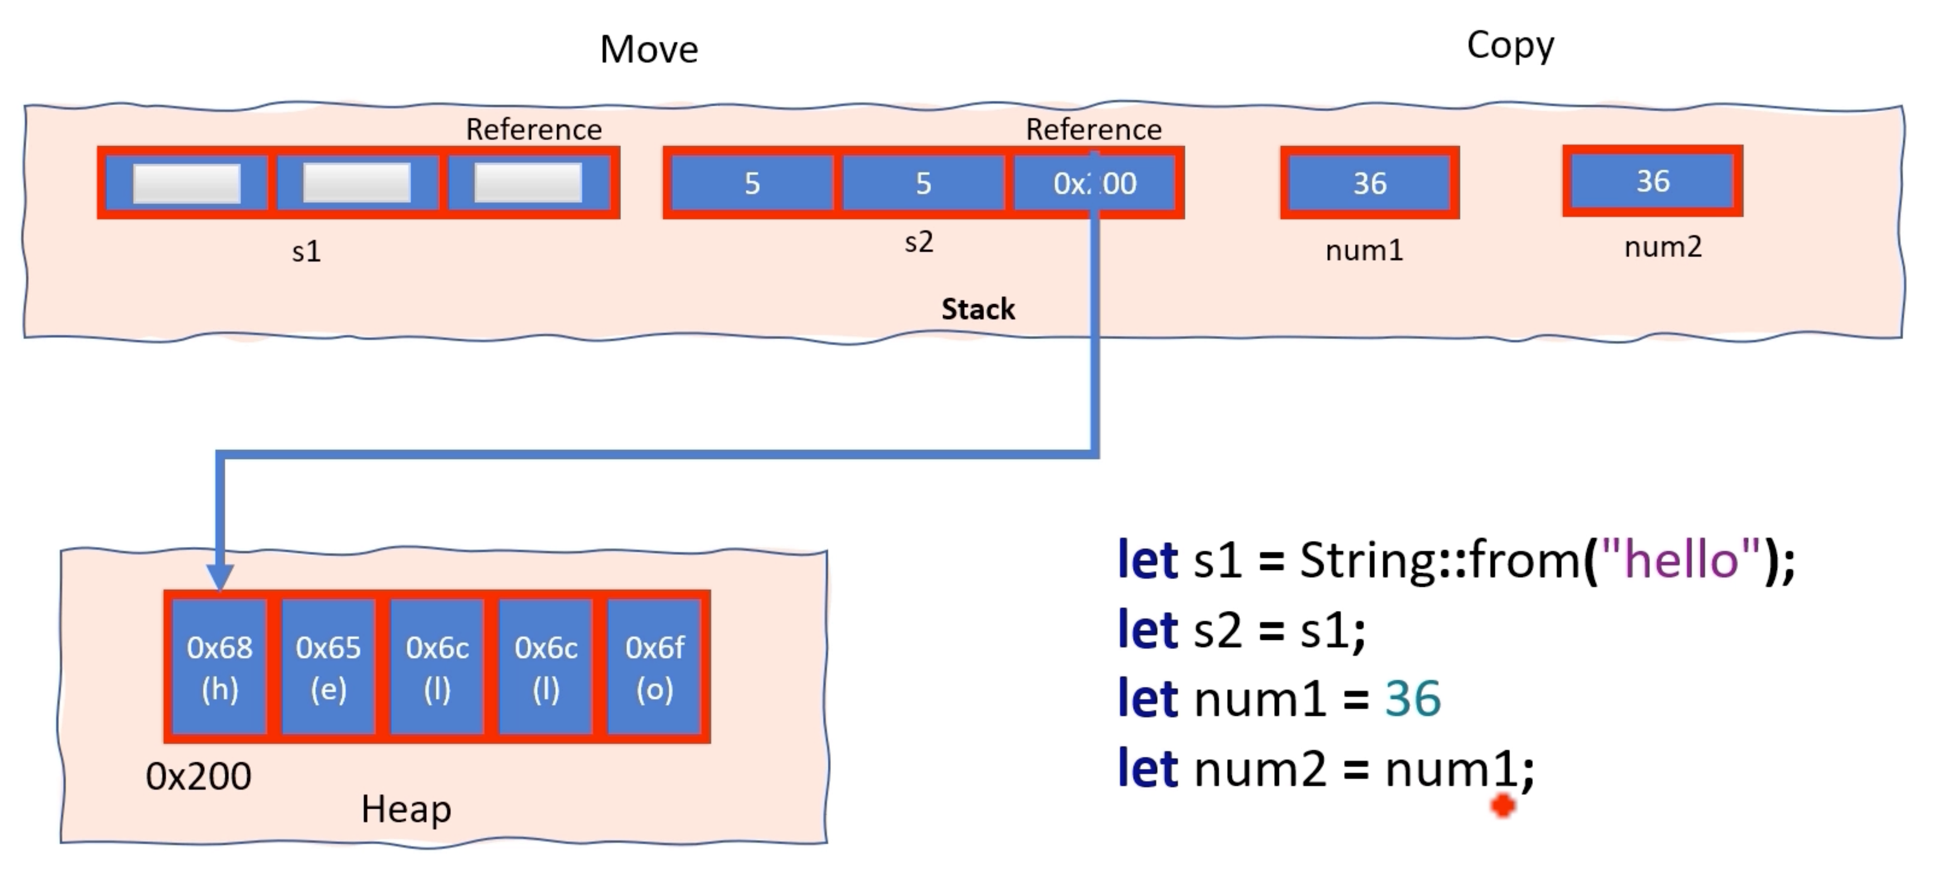 Move
Copy
Reference
Reference
5
5
0x200
36
36
s1
s2
num1
num2
Stack
0x68
(h)
0x65
(e)
0x6c
(l)
0x6c
(l)
0x6f
(o)
0x200
Heap
let s1 = String::from("hello");
let s2 = s1;
let num1 = 36
let num2 = num1;